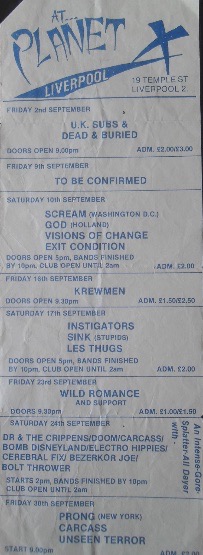 AT...
PLANET X
LIVERPOOL
19 TEMPLE ST
LIVERPOOL 2.
FRIDAY 2nd SEPTEMBER
U.K. SUBS &
DEAD & BURIED
DOORS OPEN 9.00pm ADM. £2.00/£3.00
FRIDAY 9th SEPTEMBER
TO BE CONFIRMED
SATURDAY 10th SEPTEMBER
SCREAM (WASHINGTON D.C.)
GOD (HOLLAND)
VISIONS OF CHANGE
EXIT CONDITION
DOORS OPEN 5pm, BANDS FINISHED
BY 10pm, CLUB OPEN UNTIL 2am ADM. £2.00
FRIDAY 16th SEPTEMBER
KREWMEN
DOORS OPEN 9.30pm ADM. £1.50/£2.50
SATURDAY 17th SEPTEMBER
INSTIGATORS
SINK (STUPIDS)
LES THUGS
DOORS OPEN 5pm, BANDS FINISHED
BY 10pm, CLUB OPEN UNTIL 2am ADM. £2.00
FRIDAY 23rd SEPTEMBER
WILD ROMANCE
AND SUPPORT
DOORS 9.30pm ADM. £1.00/£1.50
SATURDAY 24th SEPTEMBER
An Intense-Gore-
Splatter-All Dayer
with -
DR & THE CRIPPENS/DOOM/CARCASS/
BOMB DISNEYLAND/ELECTRO HIPPIES/
CEREBRAL FIX/ BEZERKOR JOE/
BOLT THROWER
STARTS 2pm, BANDS FINISHED BY 10pm
CLUB OPEN UNTIL 2am
FRIDAY 30th SEPTEMBER
PRONG (NEW YORK)
CARCASS
UNSEEN TERROR
START 9.00pm ADM.